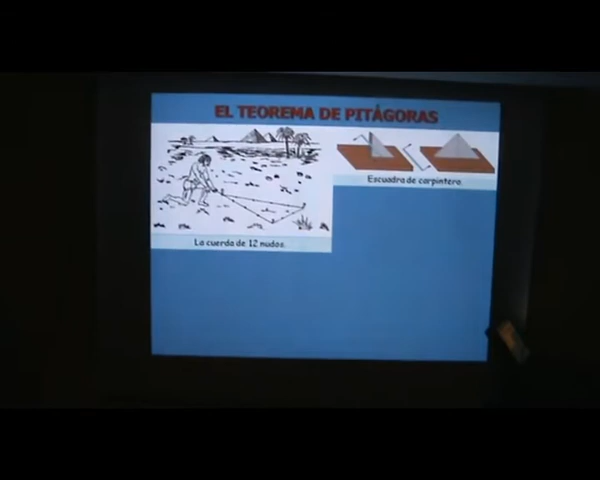 EL TEOREMA DE PITÁGORAS
Escuadra de carpintero.
La cuerda de 12 nudos.